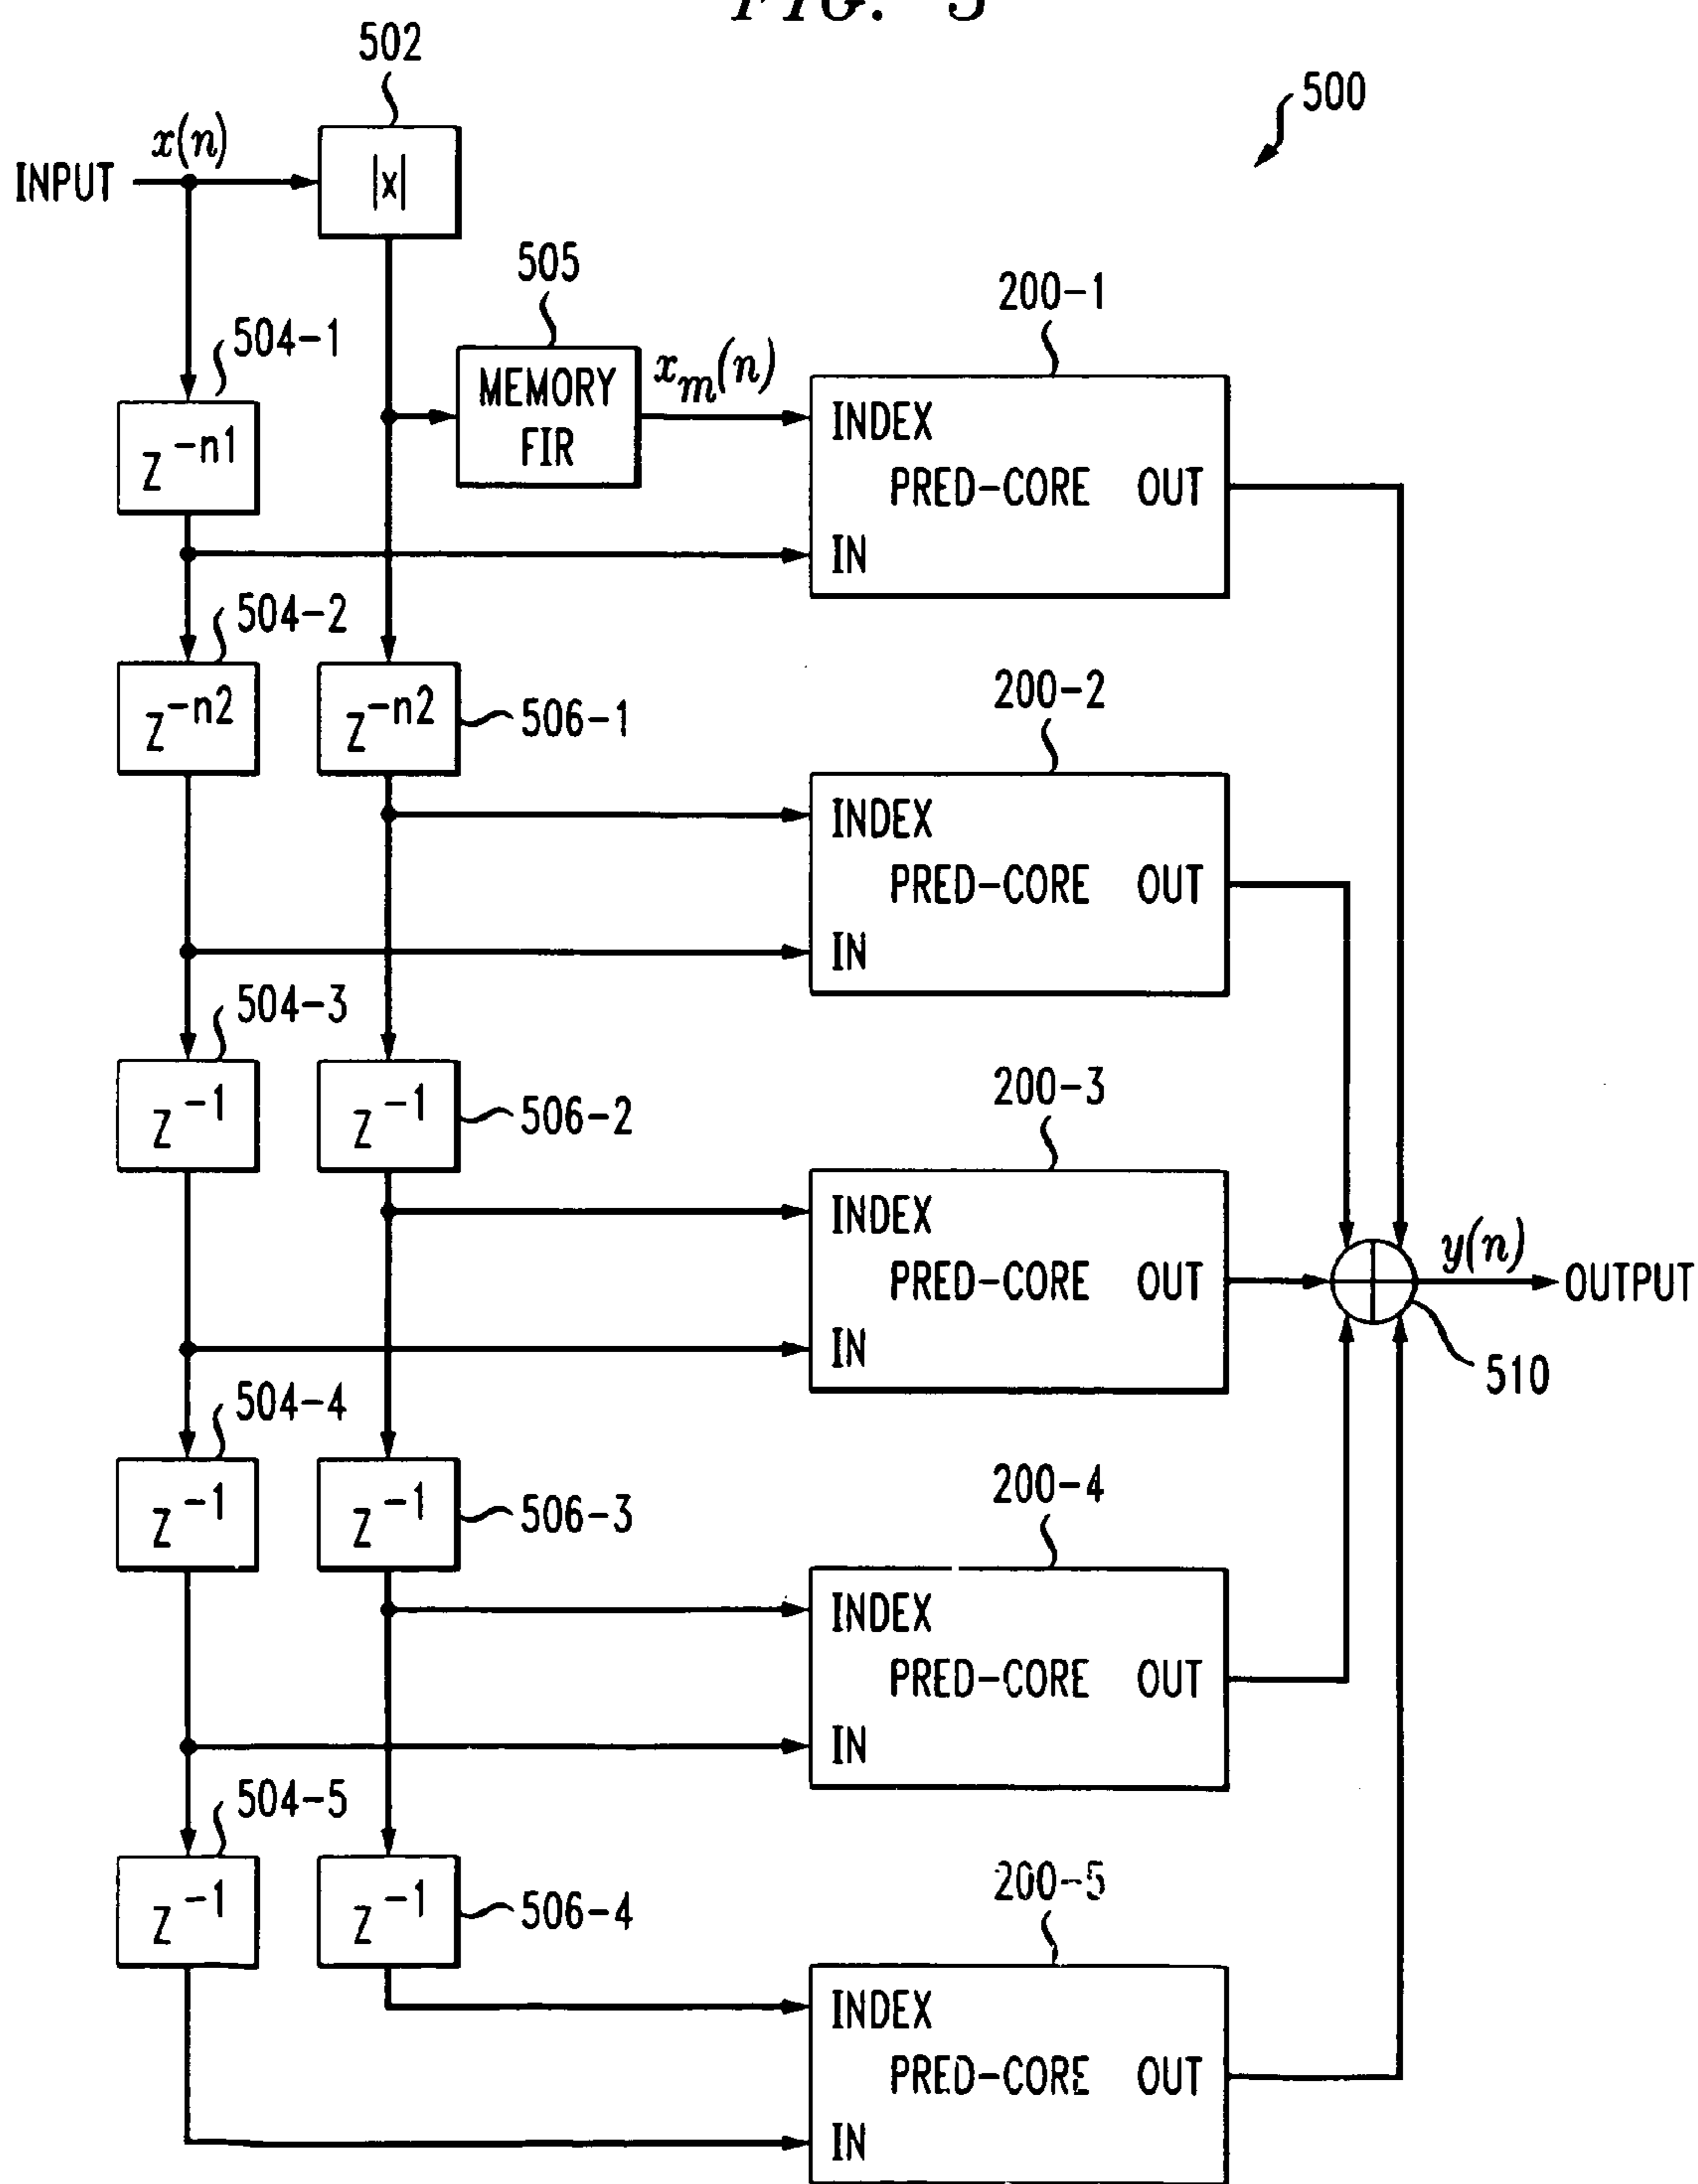 FIG. 5
502
500
x(n)
INPUT
|x|
505
200-1
504-1
MEMORY
FIR
x_m(n)
INDEX
z^-n1
PRED-CORE OUT
IN
504-2
z^-n2
z^-n2
506-1
200-2
INDEX
PRED-CORE OUT
IN
504-3
z^-1
z^-1
506-2
200-3
INDEX
PRED-CORE OUT
y(n)
OUTPUT
IN
510
504-4
z^-1
z^-1
506-3
200-4
INDEX
PRED-CORE OUT
IN
504-5
z^-1
z^-1
506-4
200-5
INDEX
PRED-CORE OUT
IN